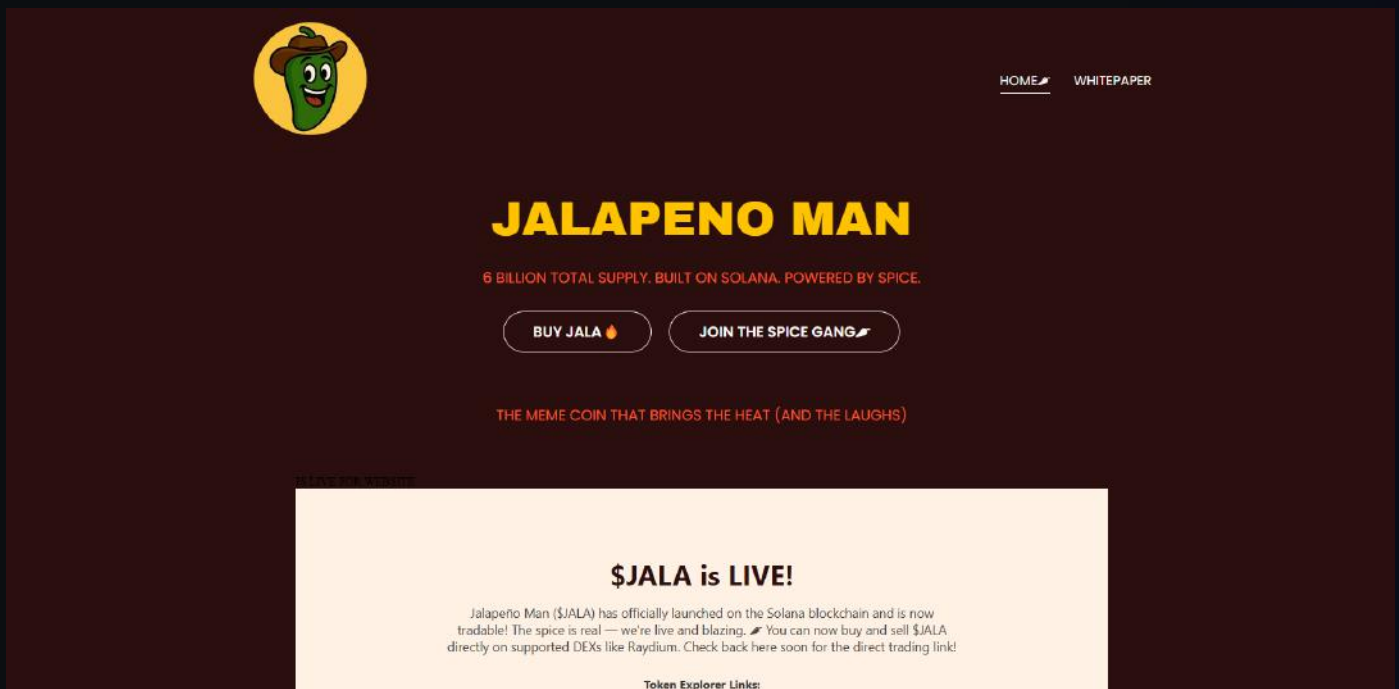 HOME🌶 WHITEPAPER
JALAPENO MAN
6 BILLION TOTAL SUPPLY. BUILT ON SOLANA. POWERED BY SPICE.
BUY JALA🔥 JOIN THE SPICE GANG🌶
THE MEME COIN THAT BRINGS THE HEAT (AND THE LAUGHS)
IS LIVE FOR WEBSITE
$JALA is LIVE!
Jalapeño Man ($JALA) has officially launched on the Solana blockchain and is now
tradable! The spice is real — we're live and blazing. 🌶 You can now buy and sell $JALA
directly on supported DEXs like Raydium. Check back here soon for the direct trading link!
Token Explorer Links: